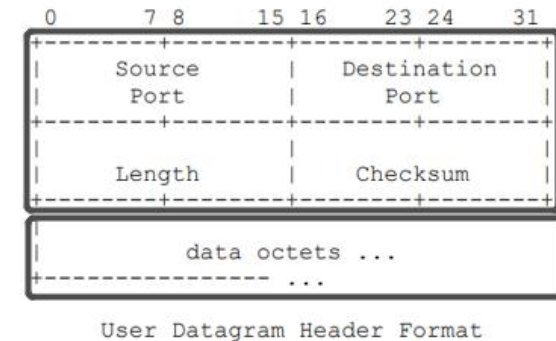 0 7 8 15 16 23 24 31
+--------+--------+--------+--------+
| Source | Destination |
| Port | Port |
+--------+--------+--------+--------+
| | |
| Length | Checksum |
+--------+--------+--------+--------+
|
| data octets ...
+---------------- ...
User Datagram Header Format